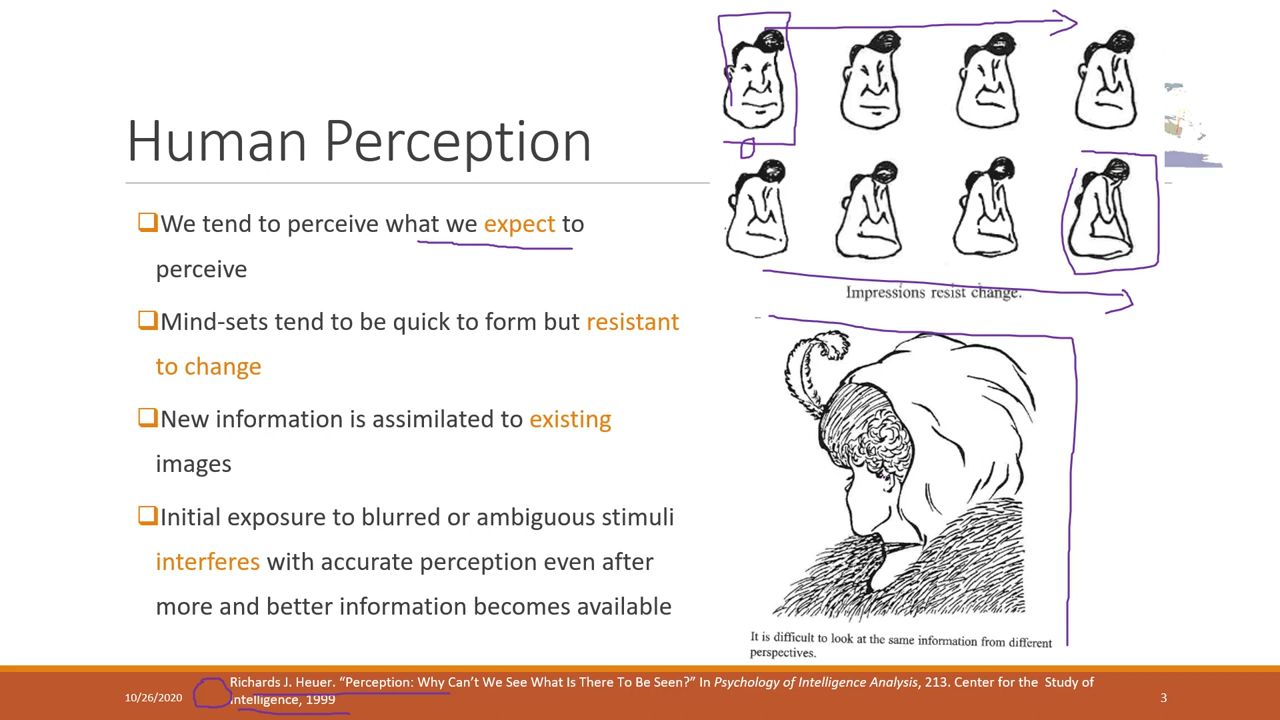 Human Perception
We tend to perceive what we expect to
perceive
Mind-sets tend to be quick to form but resistant
to change
New information is assimilated to existing
images
Initial exposure to blurred or ambiguous stimuli
interferes with accurate perception even after
more and better information becomes available
Impressions resist change.
It is difficult to look at the same information from different
perspectives.
10/26/2020
Richards J. Heuer. “Perception: Why Can’t We See What Is There To Be Seen?” In Psychology of Intelligence Analysis, 213. Center for the Study of
Intelligence, 1999
3